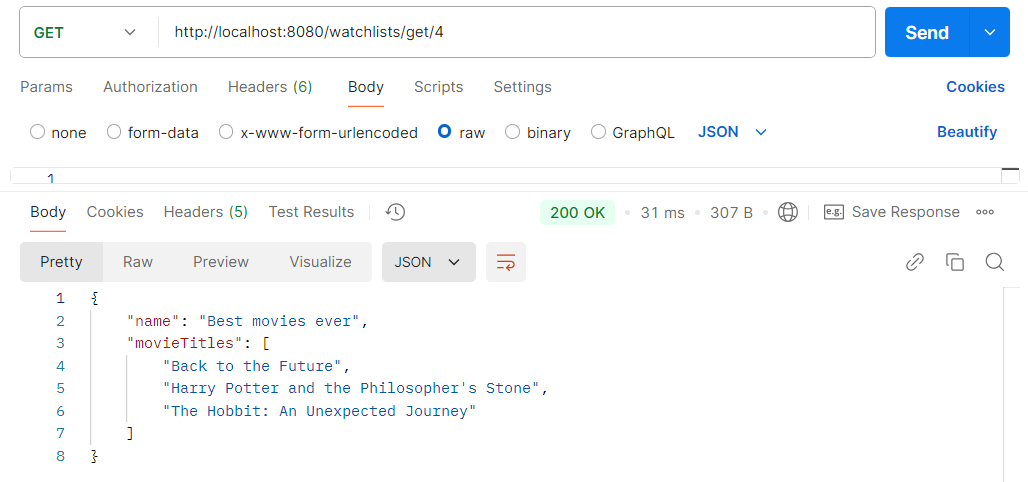 GET http://localhost:8080/watchlists/get/4 Send
Params Authorization Headers (6) Body Scripts Settings Cookies
none form-data x-www-form-urlencoded raw binary GraphQL JSON Beautify
1
Body Cookies Headers (5) Test Results 200 OK 31 ms 307 B e.g. Save Response
Pretty Raw Preview Visualize JSON
1 {
2 "name": "Best movies ever",
3 "movieTitles": [
4 "Back to the Future",
5 "Harry Potter and the Philosopher's Stone",
6 "The Hobbit: An Unexpected Journey"
7 ]
8 }